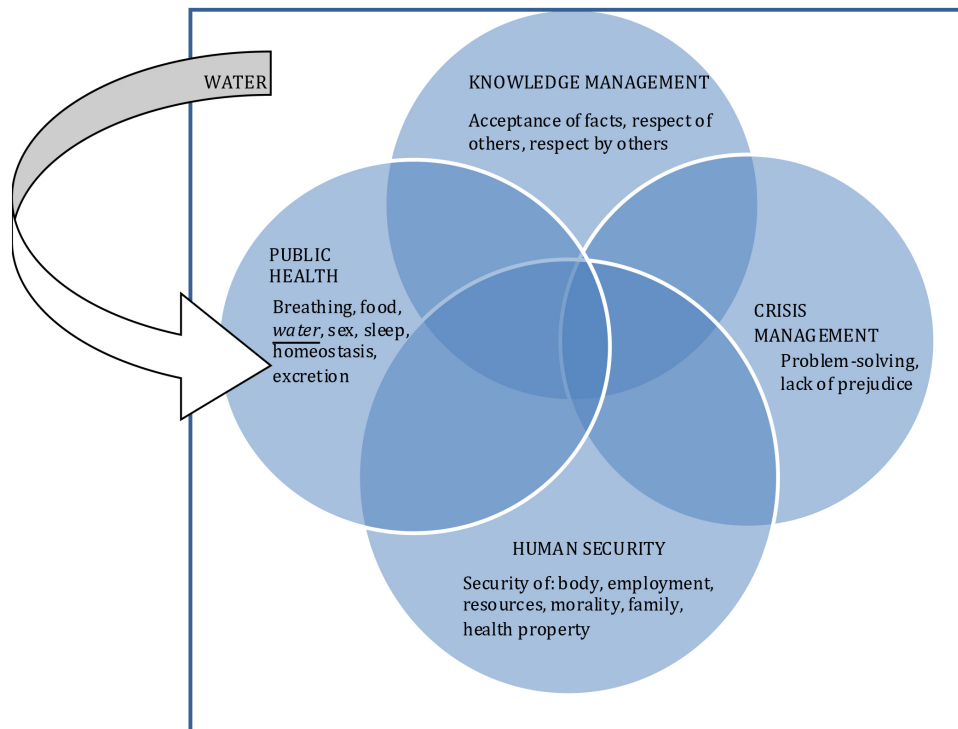 WATER
KNOWLEDGE MANAGEMENT
Acceptance of facts, respect of
others, respect by others
PUBLIC
HEALTH
Breathing, food,
water, sex, sleep,
homeostasis,
excretion
CRISIS
MANAGEMENT
Problem-solving,
lack of prejudice
HUMAN SECURITY
Security of: body, employment,
resources, morality, family,
health property